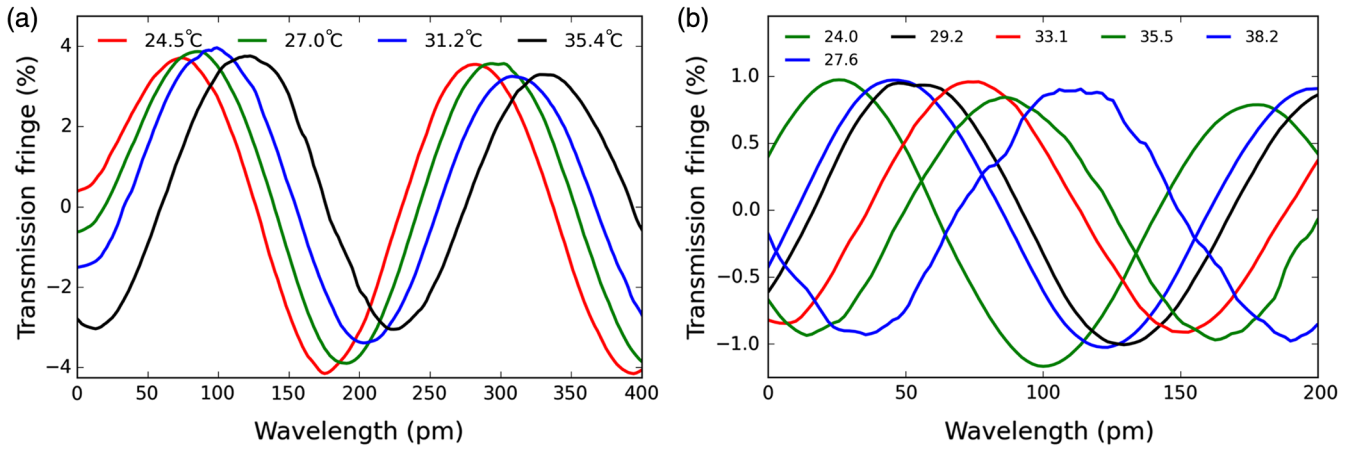 (a)
24.5℃ 27.0℃ 31.2℃ 35.4℃
Transmission fringe (%)
4
2
0
−2
−4
0 50 100 150 200 250 300 350 400
Wavelength (pm)
(b)
24.0 29.2 33.1 35.5 38.2
27.6
Transmission fringe (%)
1.0
0.5
0.0
−0.5
−1.0
0 50 100 150 200
Wavelength (pm)